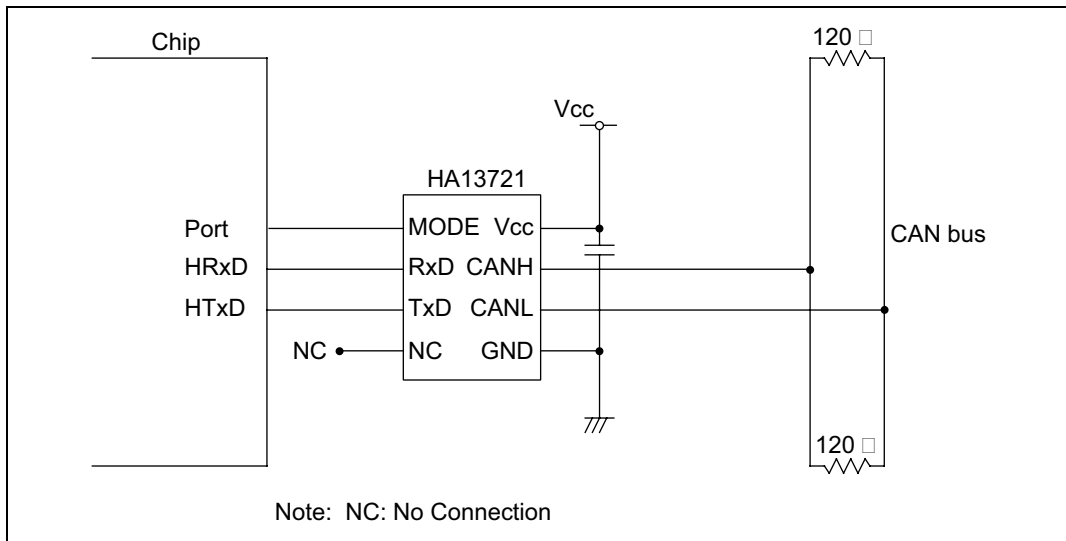 Chip
120 □
Vcc
HA13721
Port
MODE Vcc
CAN bus
HRxD
RxD CANH
HTxD
TxD CANL
NC
NC GND
120 □
Note: NC: No Connection